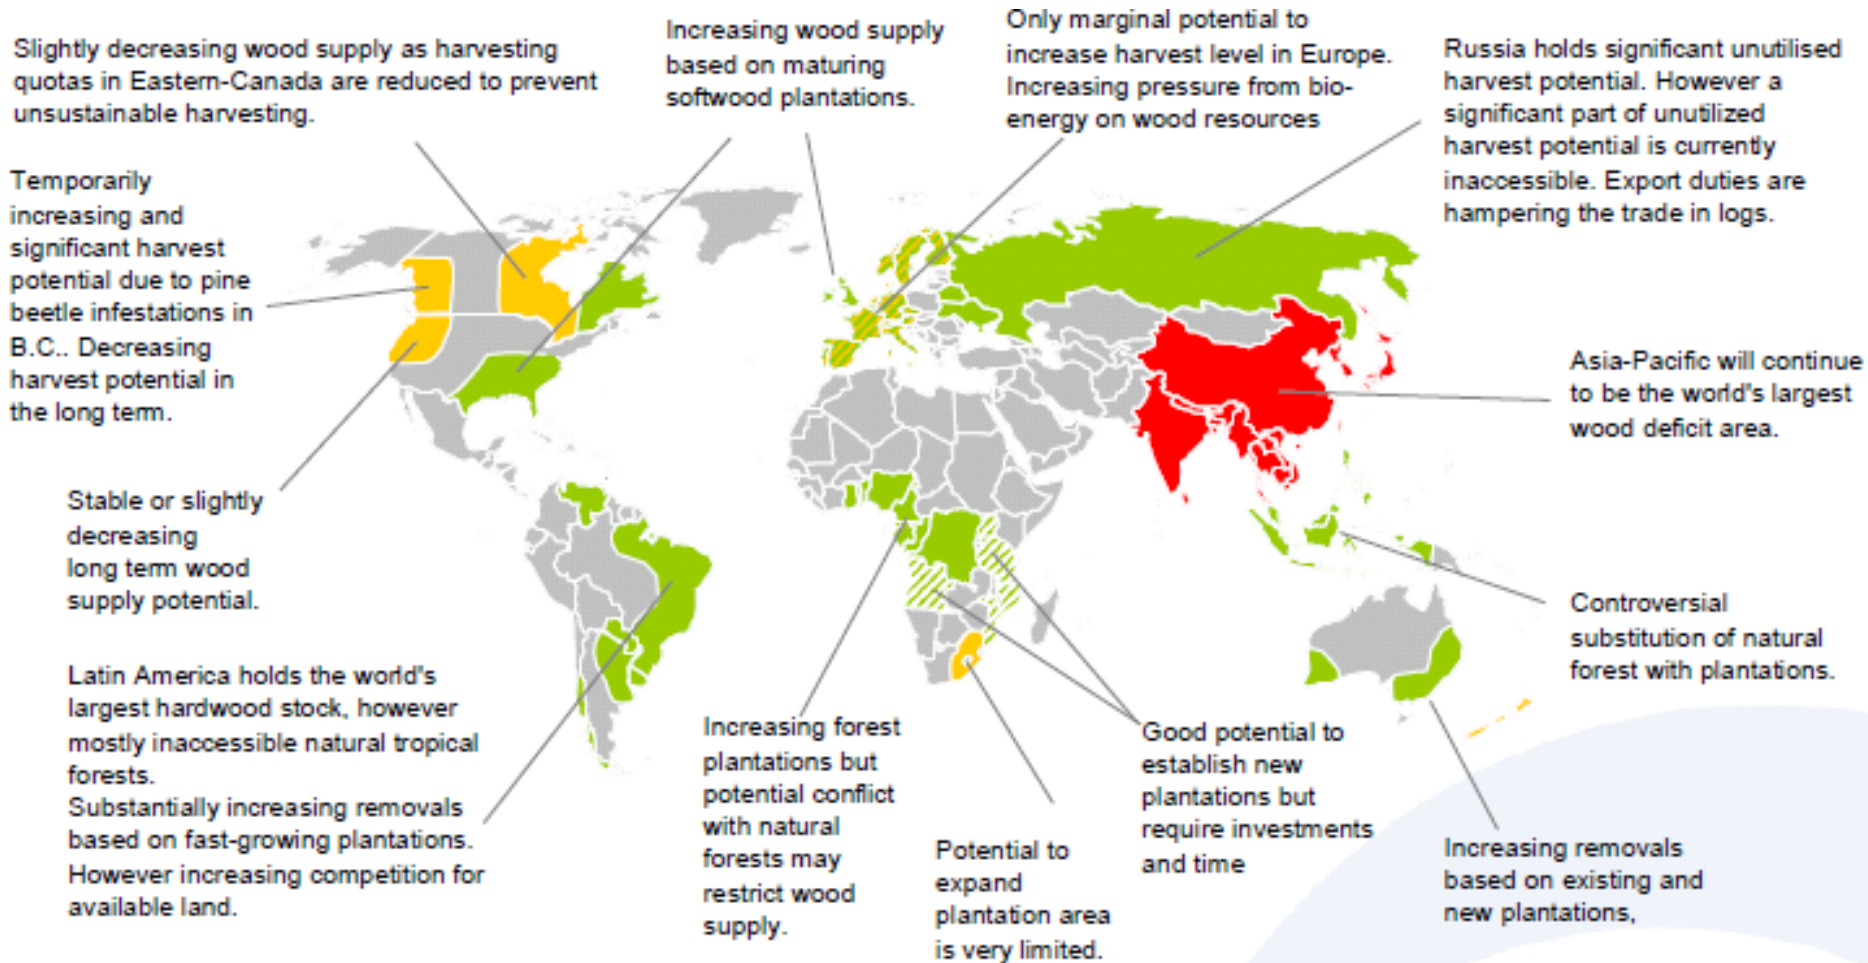 Slightly decreasing wood supply as harvesting
quotas in Eastern-Canada are reduced to prevent
unsustainable harvesting.
Increasing wood supply
based on maturing
softwood plantations.
Only marginal potential to
increase harvest level in Europe.
Increasing pressure from bio-
energy on wood resources
Russia holds significant unutilised
harvest potential. However a
significant part of unutilized
harvest potential is currently
inaccessible. Export duties are
hampering the trade in logs.
Temporarily
increasing and
significant harvest
potential due to pine
beetle infestations in
B.C.. Decreasing
harvest potential in
the long term.
Asia-Pacific will continue
to be the world's largest
wood deficit area.
Stable or slightly
decreasing
long term wood
supply potential.
Controversial
substitution of natural
forest with plantations.
Latin America holds the world's
largest hardwood stock, however
mostly inaccessible natural tropical
forests.
Substantially increasing removals
based on fast-growing plantations.
However increasing competition for
available land.
Increasing forest
plantations but
potential conflict
with natural
forests may
restrict wood
supply.
Potential to
expand
plantation area
is very limited.
Good potential to
establish new
plantations but
require investments
and time
Increasing removals
based on existing and
new plantations,